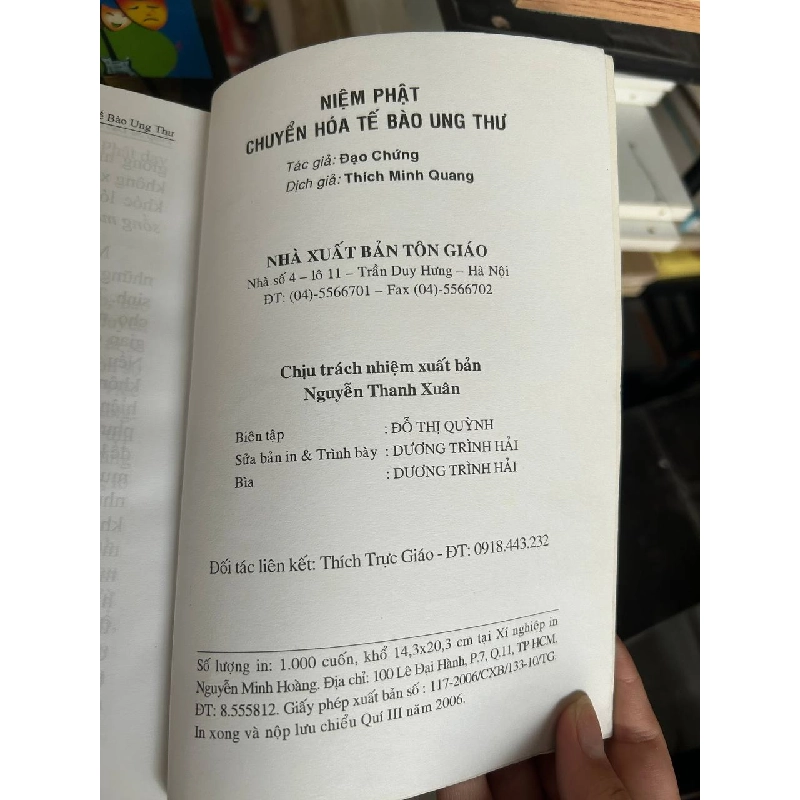 ế Bào Ung Thư
NIỆM PHẬT
CHUYỂN HÓA TẾ BÀO UNG THƯ
Tác giả: Đạo Chứng
Dịch giả: Thích Minh Quang
NHÀ XUẤT BẢN TÔN GIÁO
Nhà số 4 – lô 11 – Trần Duy Hưng – Hà Nội
ĐT: (04)-5566701 – Fax (04)-5566702
Chịu trách nhiệm xuất bản
Nguyễn Thanh Xuân
Biên tập : ĐỖ THỊ QUỲNH
Sửa bản in & Trình bày : DƯƠNG TRÌNH HẢI
Bìa : DƯƠNG TRÌNH HẢI
Đối tác liên kết: Thích Trực Giáo - ĐT: 0918.443.232
Số lượng in: 1.000 cuốn, khổ 14,3x20,3 cm tại Xí nghiệp in
Nguyễn Minh Hoàng. Địa chỉ: 100 Lê Đại Hành, P.7, Q.11, TP HCM.
ĐT: 8.555812. Giấy phép xuất bản số : 117-2006/CXB/133-10/TG
In xong và nộp lưu chiểu Quí III năm 2006.